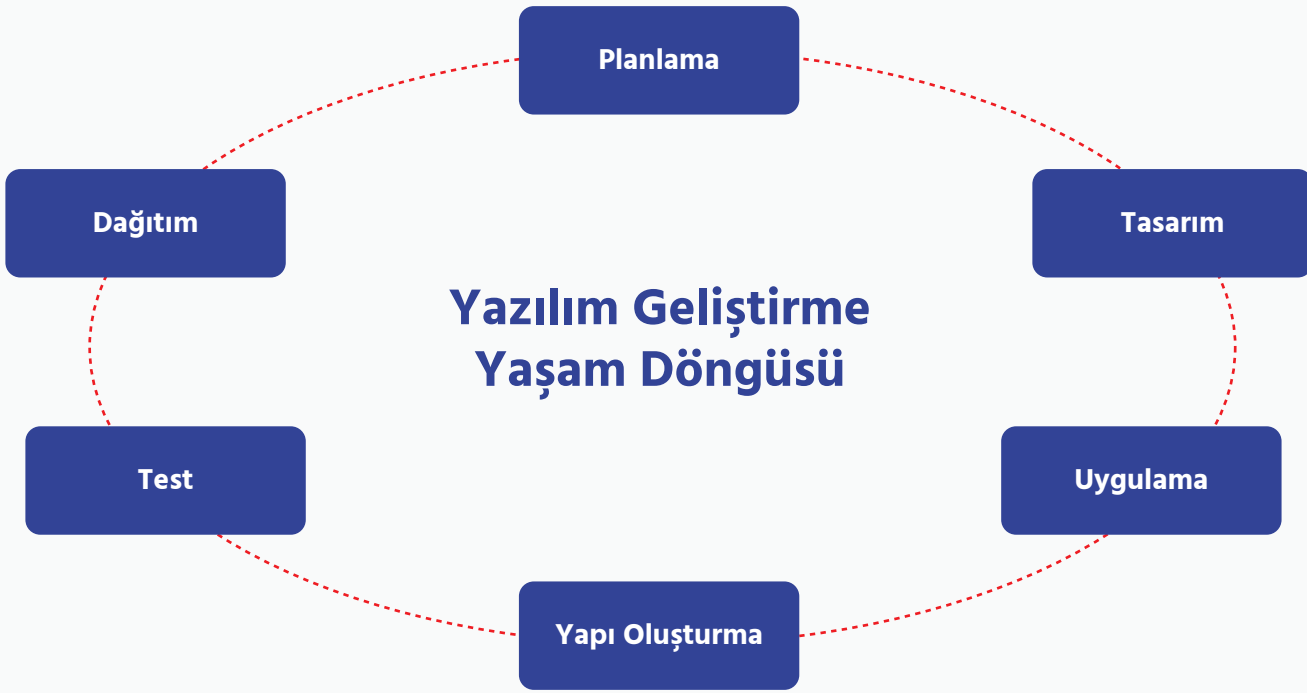 Planlama
Dağıtım
Tasarım
Yazılım Geliştirme
Yaşam Döngüsü
Test
Uygulama
Yapı Oluşturma